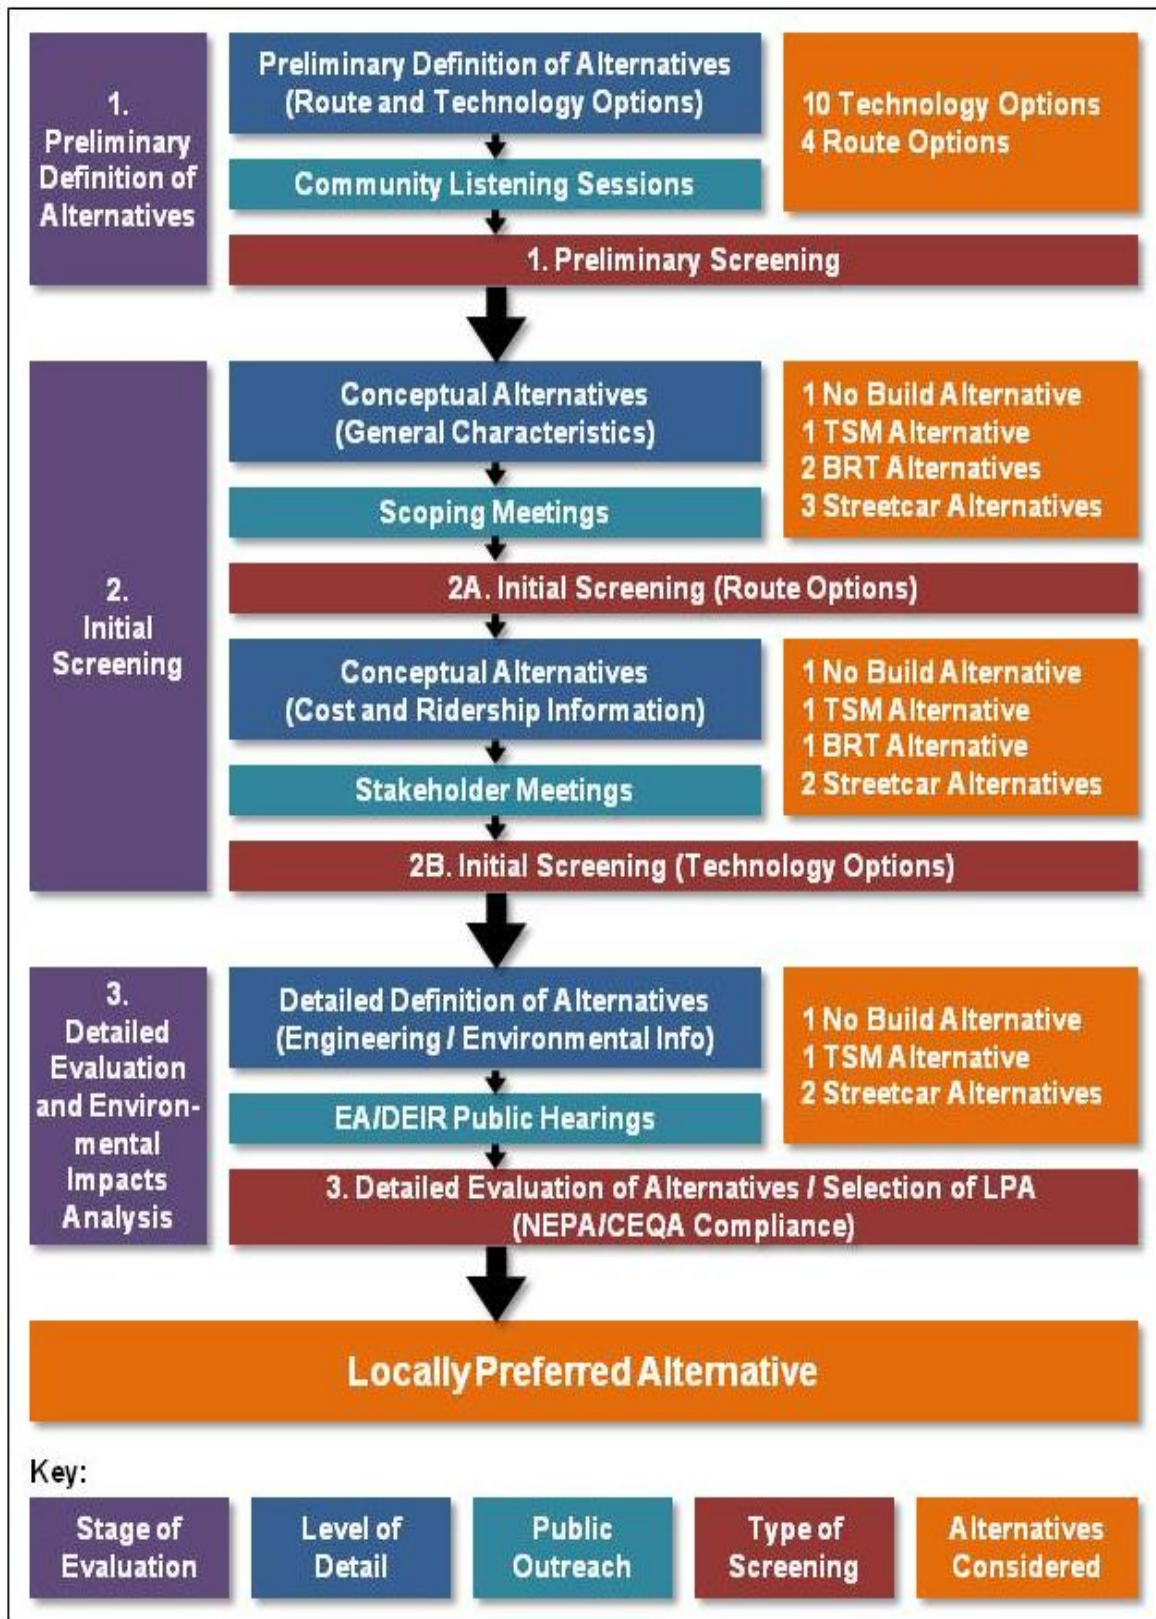 1.
Preliminary
Definition of
Alternatives
Preliminary Definition of Alternatives
(Route and Technology Options)
10 Technology Options
4 Route Options
Community Listening Sessions
1. Preliminary Screening
2.
Initial
Screening
Conceptual Alternatives
(General Characteristics)
1 No Build Alternative
1 TSM Alternative
2 BRT Alternatives
3 Streetcar Alternatives
Scoping Meetings
2A. Initial Screening (Route Options)
Conceptual Alternatives
(Cost and Ridership Information)
1 No Build Alternative
1 TSM Alternative
1 BRT Alternative
2 Streetcar Alternatives
Stakeholder Meetings
2B. Initial Screening (Technology Options)
3.
Detailed
Evaluation
and Environ-
mental
Impacts
Analysis
Detailed Definition of Alternatives
(Engineering / Environmental Info)
1 No Build Alternative
1 TSM Alternative
2 Streetcar Alternatives
EA/DEIR Public Hearings
3. Detailed Evaluation of Alternatives / Selection of LPA
(NEPA/CEQA Compliance)
Locally Preferred Alternative
Key:
Stage of
Evaluation
Level of
Detail
Public
Outreach
Type of
Screening
Alternatives
Considered